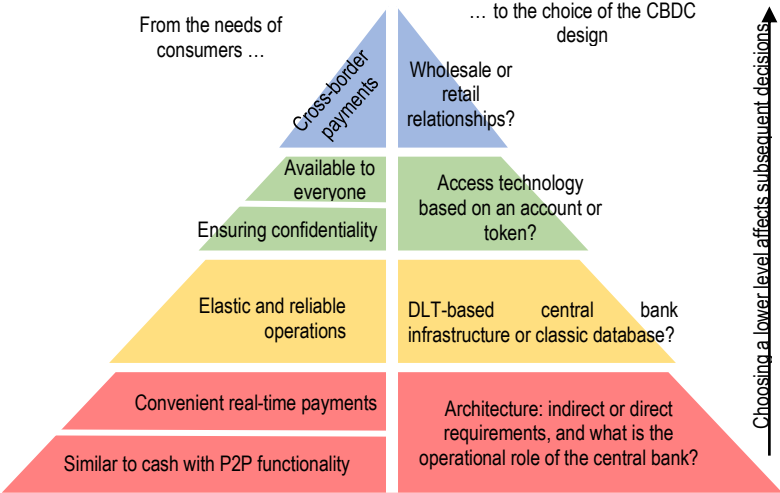 From the needs of
consumers …
… to the choice of the CBDC
design
Cross-border
payments
Wholesale or
retail
relationships?
Available to
everyone
Ensuring confidentiality
Access technology
based on an account or
token?
Elastic and reliable
operations
DLT-based central bank
infrastructure or classic database?
Convenient real-time payments
Similar to cash with P2P functionality
Architecture: indirect or direct
requirements, and what is the
operational role of the central bank?
Choosing a lower level affects subsequent decisions